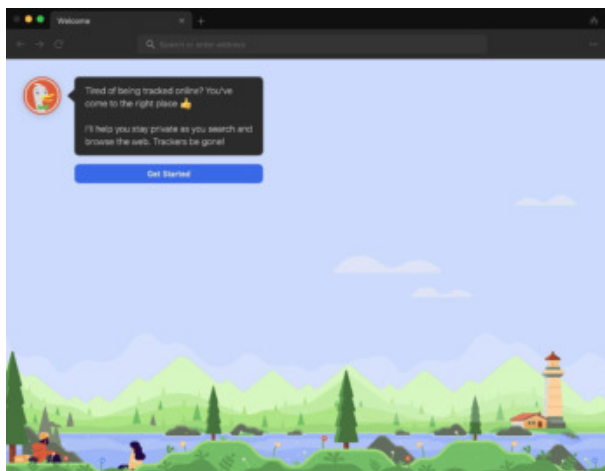 Welcome
Search or enter address
Tired of being tracked online? You've
come to the right place 👍
I'll help you stay private as you search and
browse the web. Trackers be gone!
Get Started